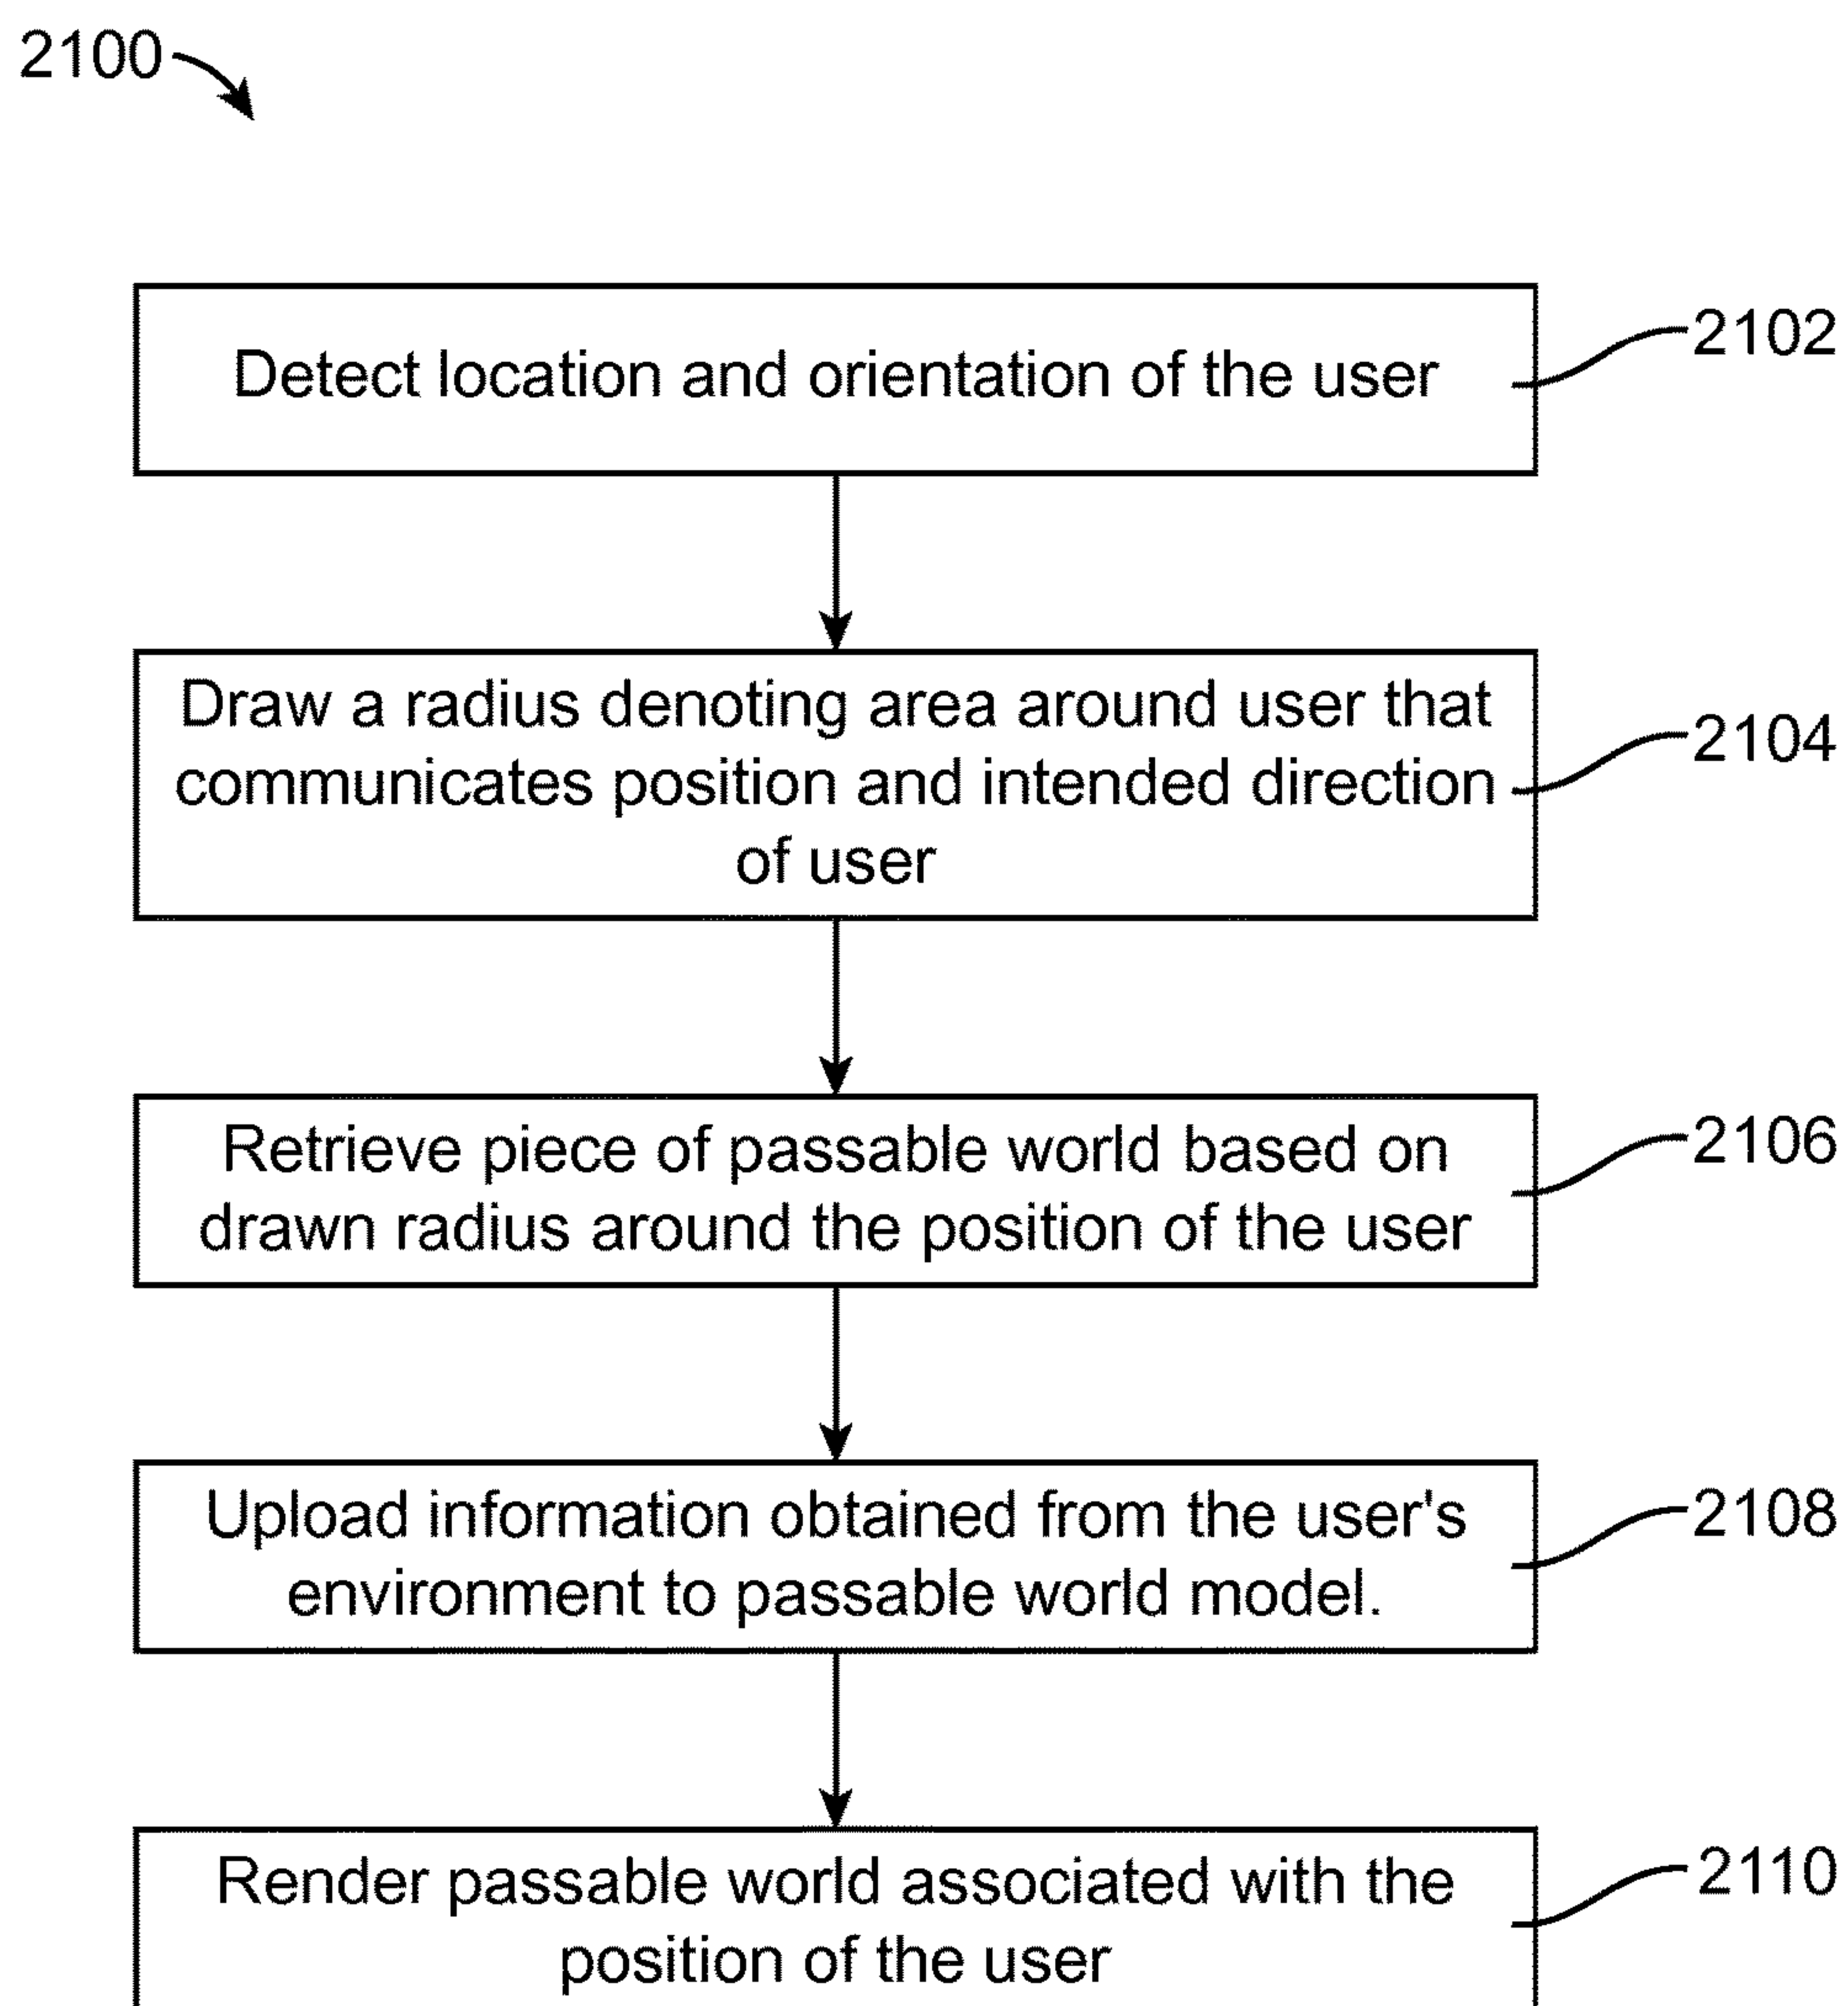 2100
Detect location and orientation of the user
2102
Draw a radius denoting area around user that
communicates position and intended direction
of user
2104
Retrieve piece of passable world based on
drawn radius around the position of the user
2106
Upload information obtained from the user's
environment to passable world model.
2108
Render passable world associated with the
position of the user
2110